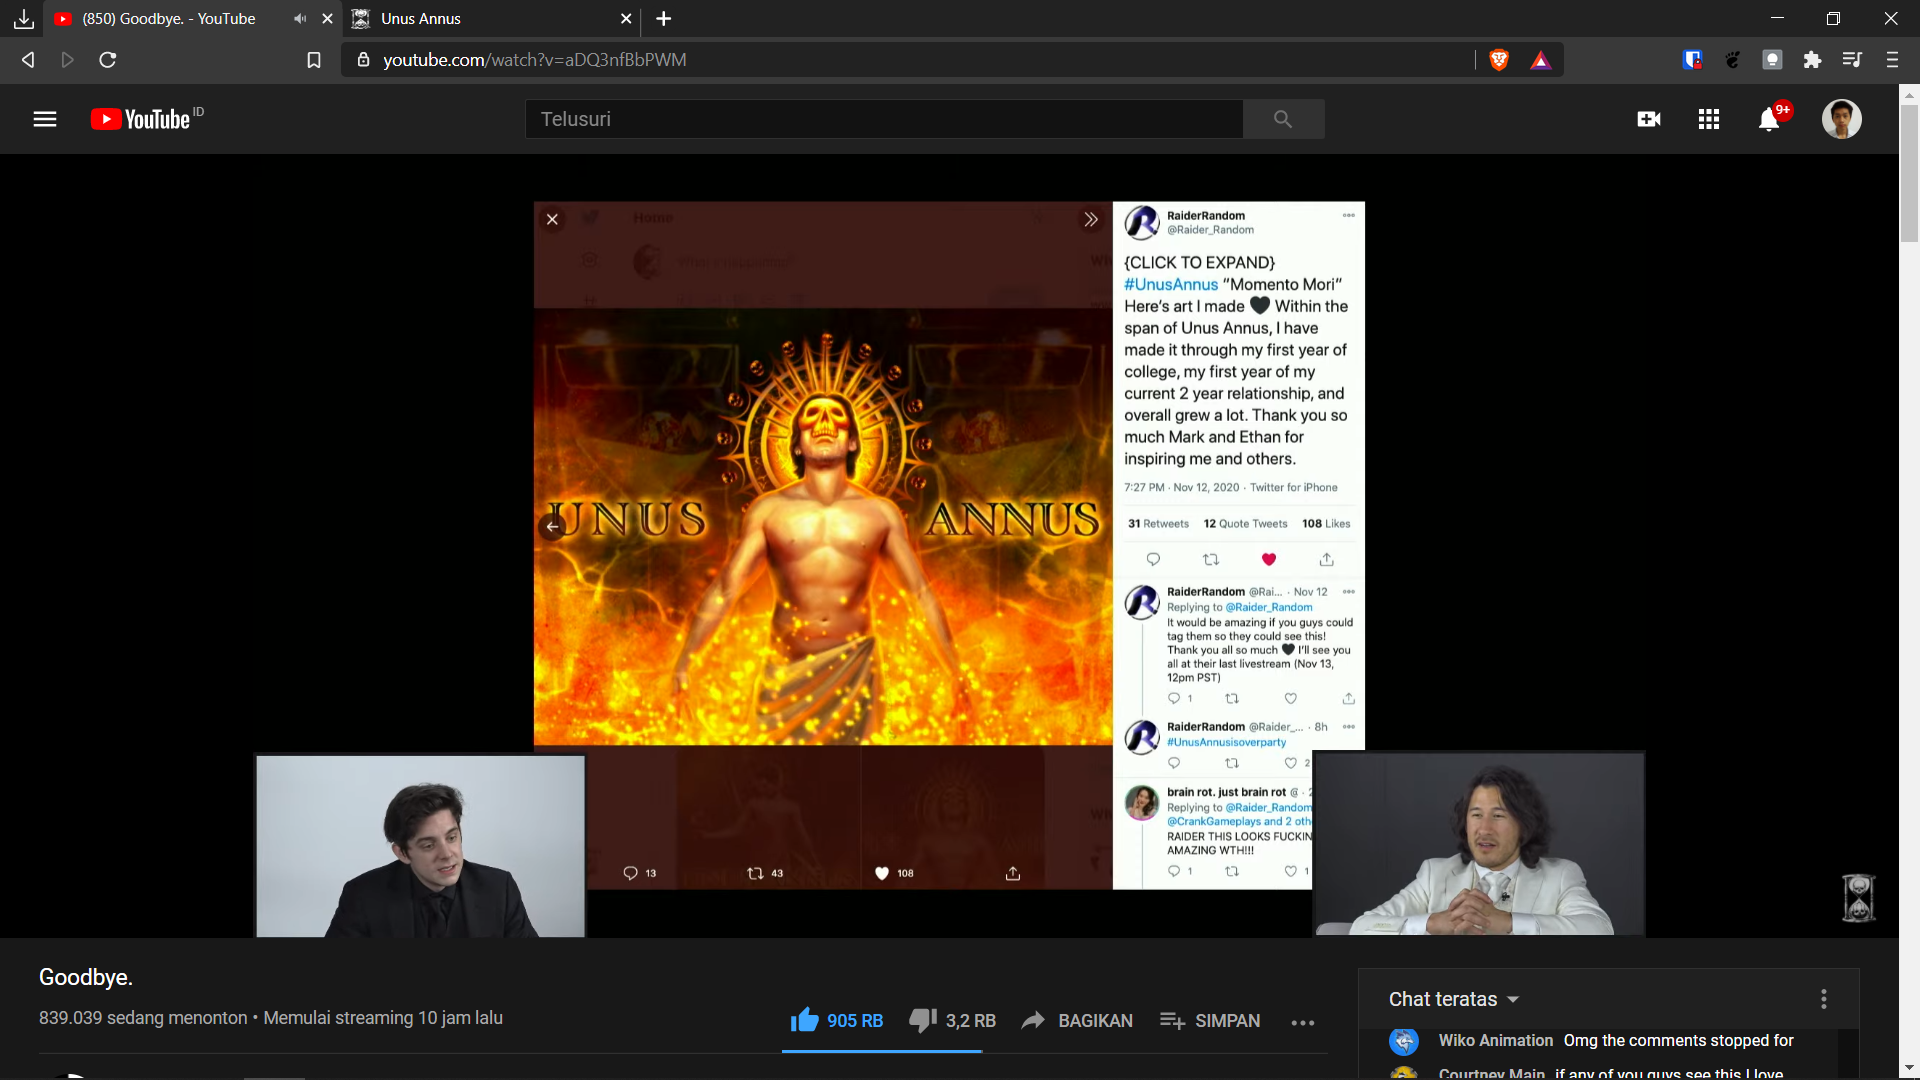 (850) Goodbye. - YouTube
Unus Annus
youtube.com/watch?v=aDQ3nfBbPWM
YouTube ID
Telusuri
9+
Home
RaiderRandom
@Raider_Random
{CLICK TO EXPAND}
#UnusAnnus “Momento Mori”
Here’s art I made 🖤 Within the
span of Unus Annus, I have
made it through my first year of
college, my first year of my
current 2 year relationship, and
overall grew a lot. Thank you so
much Mark and Ethan for
inspiring me and others.
7:27 PM · Nov 12, 2020 · Twitter for iPhone
31 Retweets 12 Quote Tweets 108 Likes
UNUS ANNUS
RaiderRandom @Rai... · Nov 12
Replying to @Raider_Random
It would be amazing if you guys could
tag them so they could see this!
Thank you all so much 🖤 I’ll see you
all at their last livestream (Nov 13,
12pm PST)
1
RaiderRandom @Raider_... · 8h
#UnusAnnusisoverparty
2
brain rot. just brain rot @ · 2
Replying to @Raider_Random
@CrankGameplays and 2 oth
RAIDER THIS LOOKS FUCKIN
AMAZING WTH!!!
1 1
13 43 108
Goodbye.
839.039 sedang menonton • Memulai streaming 10 jam lalu
905 RB 3,2 RB BAGIKAN SIMPAN
Chat teratas
Wiko Animation Omg the comments stopped for
Courtney Main if any of you guys see this I love